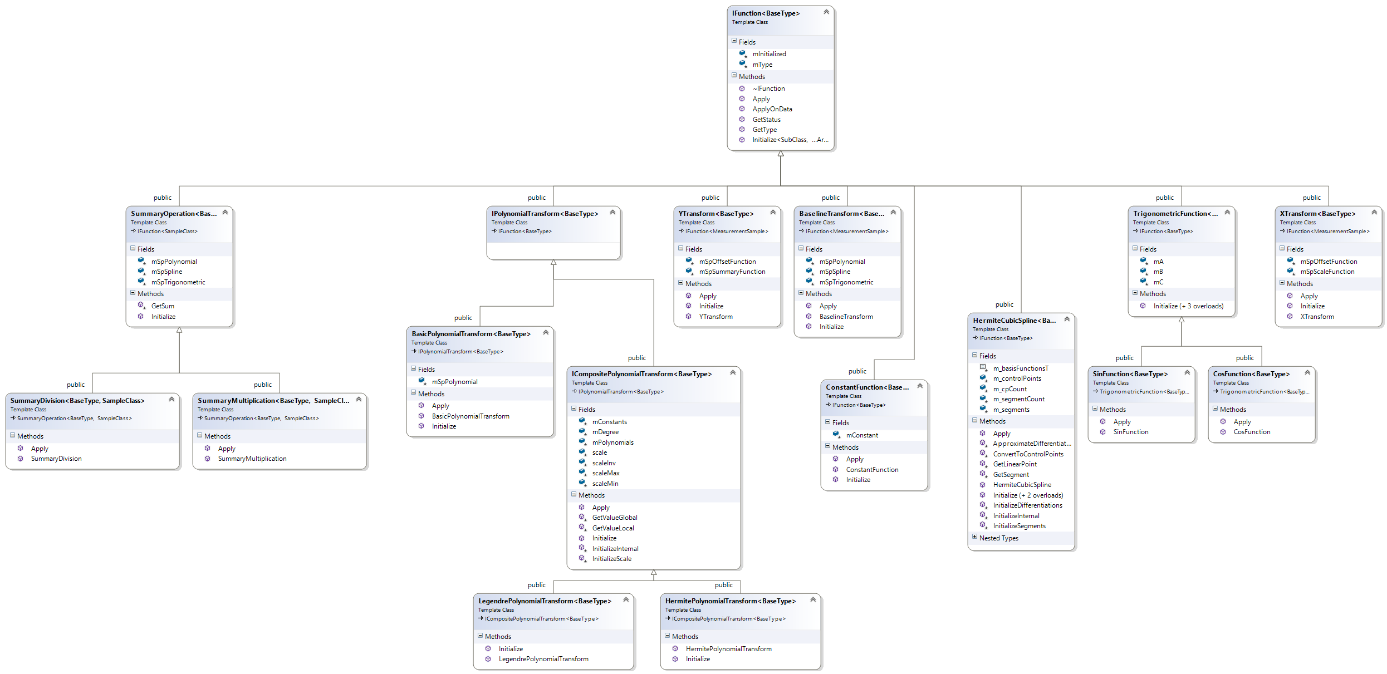 IFunction<BaseType>
Template Class
Fields
mInitialized
mType
Methods
~IFunction
Apply
ApplyOnData
GetStatus
GetType
Initialize<SubClass, ...Ar...
public
SummaryOperation<Bas...
Template Class
IFunction<SampleClass>
Fields
mSpPolynomial
mSpSpline
mSpTrigonometric
Methods
GetSum
Initialize
public
IPolynomialTransform<BaseType>
Template Class
IFunction<BaseType>
public
YTransform<BaseType>
Template Class
IFunction<MeasurementSample>
Fields
mSpOffsetFunction
mSpSummaryFunction
Methods
Apply
Initialize
YTransform
public
BaselineTransform<Base...
Template Class
IFunction<MeasurementSample>
Fields
mSpPolynomial
mSpSpline
mSpTrigonometric
Methods
Apply
BaselineTransform
Initialize
public
TrigonometricFunction<...
Template Class
IFunction<BaseType>
Fields
mA
mB
mC
Methods
Initialize (+ 3 overloads)
public
XTransform<BaseType>
Template Class
IFunction<MeasurementSample>
Fields
mSpOffsetFunction
mSpScaleFunction
Methods
Apply
Initialize
XTransform
public
HermiteCubicSpline<Ba...
Template Class
IFunction<BaseType>
Fields
m_basisFunctionsT
m_controlPoints
m_cpCount
m_segmentCount
m_segments
Methods
Apply
ApproximateDifferentiat...
ConvertToControlPoints
GetLinearPoint
GetSegment
HermiteCubicSpline
Initialize (+ 2 overloads)
InitializeDifferentiations
InitializeInternal
InitializeSegments
Nested Types
public
BasicPolynomialTransform<BaseType>
Template Class
IPolynomialTransform<BaseType>
Fields
mSpPolynomial
Methods
Apply
BasicPolynomialTransform
Initialize
public
ICompositePolynomialTransform<BaseType>
Template Class
IPolynomialTransform<BaseType>
Fields
mConstants
mDegree
mPolynomials
scale
scaleInv
scaleMax
scaleMin
Methods
Apply
GetValueGlobal
GetValueLocal
Initialize
InitializeInternal
InitializeScale
public
ConstantFunction<Base...
Template Class
IFunction<BaseType>
Fields
mConstant
Methods
Apply
ConstantFunction
Initialize
public
SinFunction<BaseType>
Template Class
TrigonometricFunction<BaseTyp...
Methods
Apply
SinFunction
public
CosFunction<BaseType>
Template Class
TrigonometricFunction<BaseTyp...
Methods
Apply
CosFunction
public
SummaryDivision<BaseType, SampleClass>
Template Class
SummaryOperation<BaseType, SampleClass>
Methods
Apply
SummaryDivision
public
SummaryMultiplication<BaseType, SampleCl...
Template Class
SummaryOperation<BaseType, SampleClass>
Methods
Apply
SummaryMultiplication
public
LegendrePolynomialTransform<BaseType>
Template Class
ICompositePolynomialTransform<BaseType>
Methods
Initialize
LegendrePolynomialTransform
public
HermitePolynomialTransform<BaseType>
Template Class
ICompositePolynomialTransform<BaseType>
Methods
HermitePolynomialTransform
Initialize